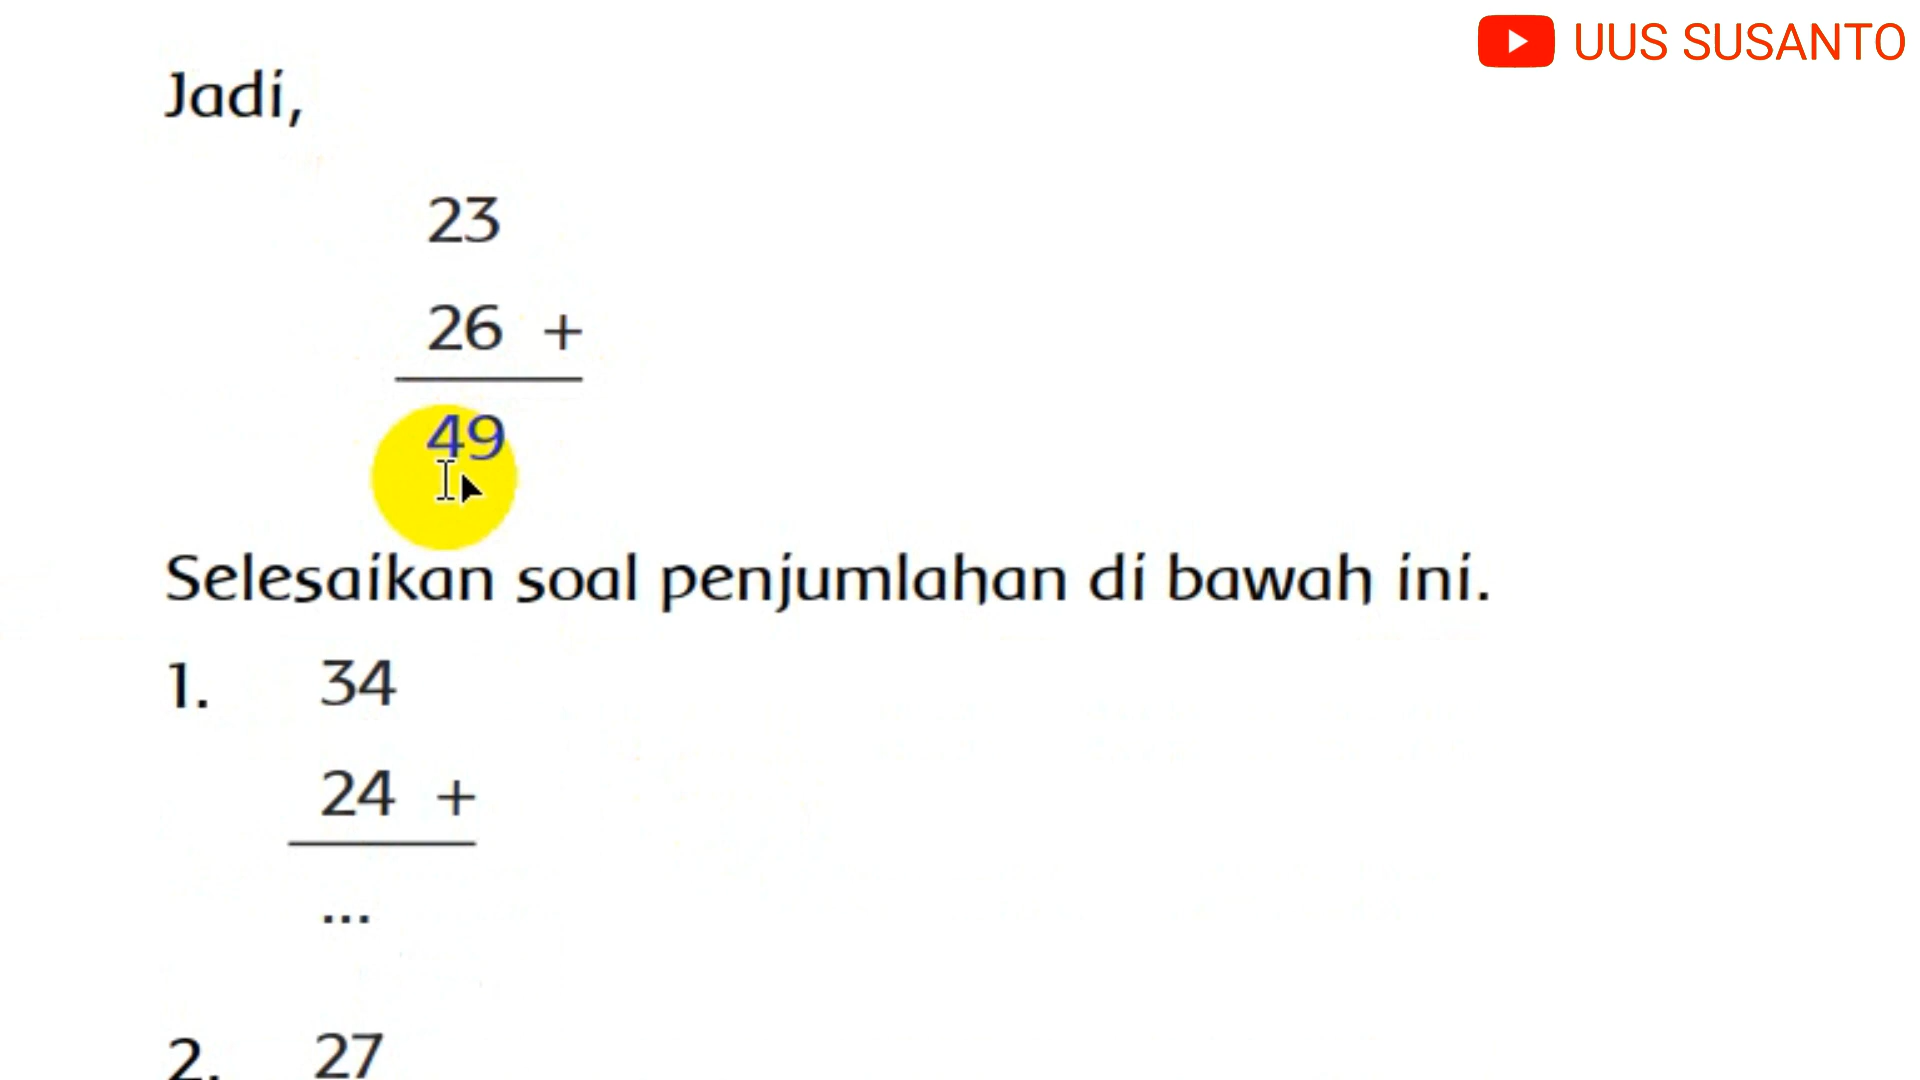 UUS SUSANTO
Jadi,
23
26 +
49
Selesaikan soal penjumlahan di bawah ini.
1. 34
24 +
...
2. 27